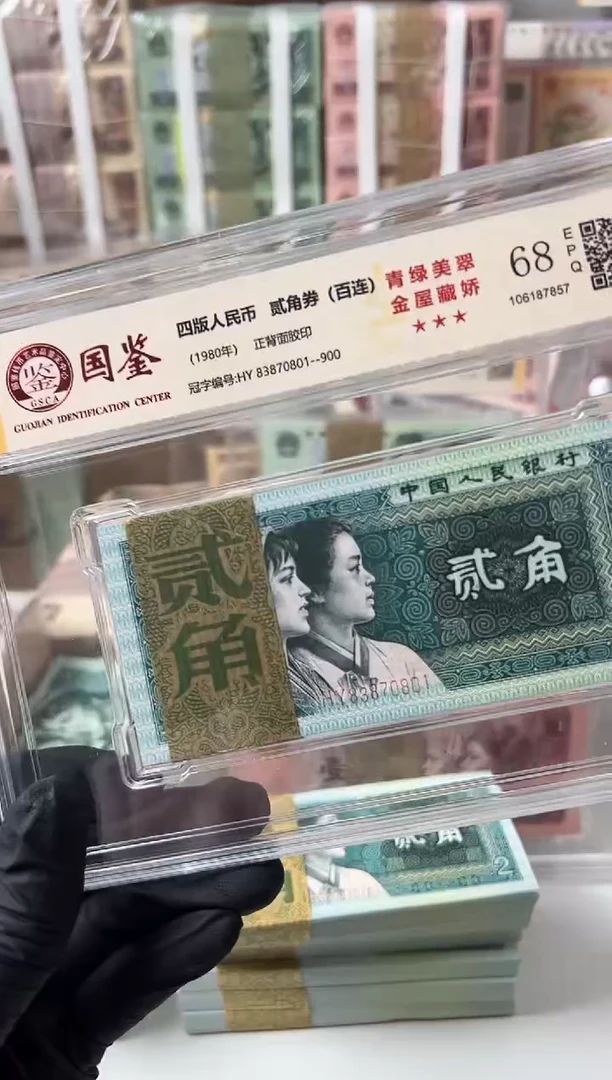 国鉴
GSCA
GUOJIAN IDENTIFICATION CENTER
四版人民币 贰角券（百连）
(1980年) 正背面胶印
冠字编号:HY 83870801--900
青绿美翠
金屋藏娇
★★★
68
EPQ
106187857
中国人民银行
贰角
贰角
HY83870801
贰角
2